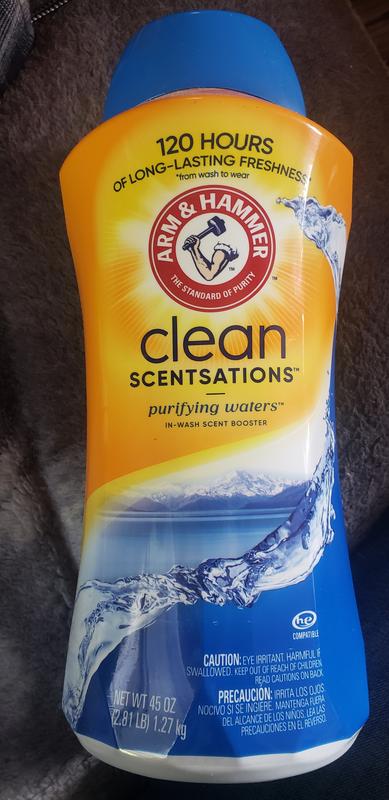 120 HOURS
OF LONG-LASTING FRESHNESS*
*from wash to wear
ARM & HAMMER
™
THE STANDARD OF PURITY
™
clean
SCENTSATIONS™
purifying waters™
IN-WASH SCENT BOOSTER
he
COMPATIBLE
CAUTION: EYE IRRITANT. HARMFUL IF
SWALLOWED. KEEP OUT OF REACH OF CHILDREN.
READ CAUTIONS ON BACK.
PRECAUCIÓN: IRRITA LOS OJOS.
NOCIVO SI SE INGIERE. MANTENGA FUERA
DEL ALCANCE DE LOS NIÑOS. LEA LAS
PRECAUCIONES EN EL REVERSO.
NET WT 45 OZ
(2.81 LB) 1.27 kg